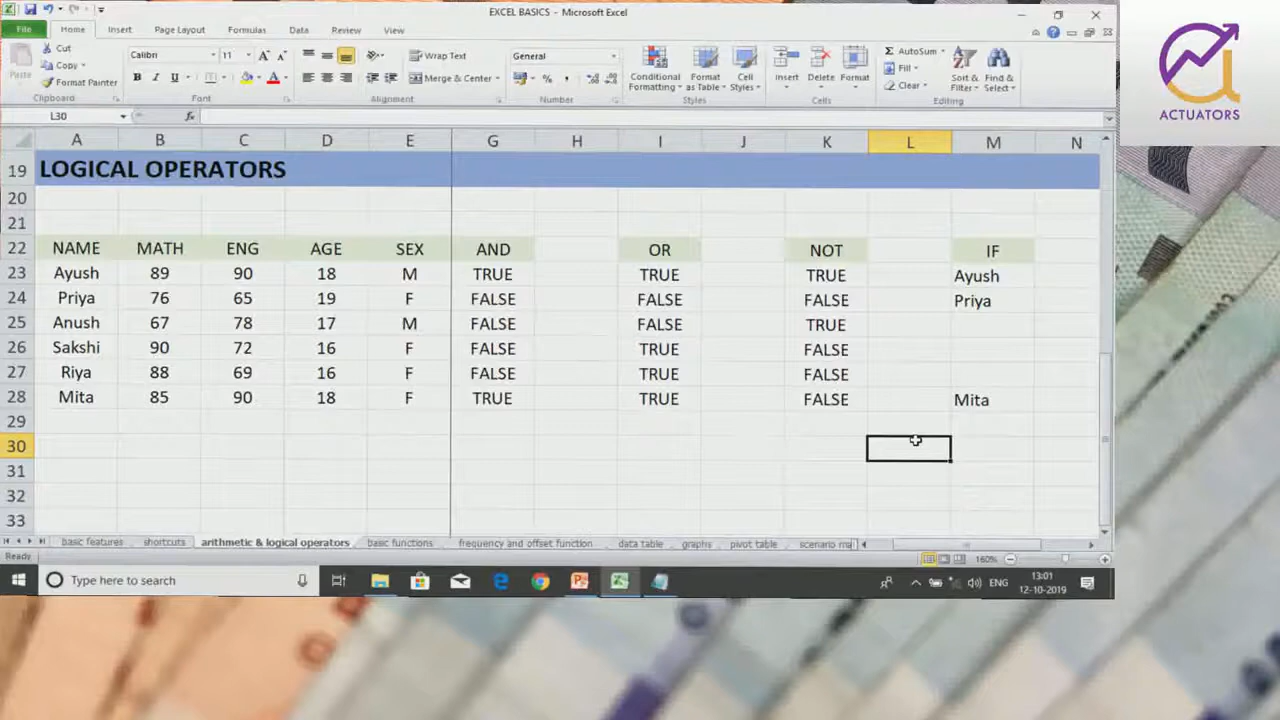 EXCEL BASICS - Microsoft Excel
File Home Insert Page Layout Formulas Data Review View
Cut Calibri 11 Wrap Text General AutoSum
Copy Fill
Paste Format Painter B I U Merge & Center Conditional Formatting Format as Table Cell Styles Insert Delete Format Clear Sort & Filter Find & Select
Clipboard Font Alignment Number Styles Cells Editing
L30 fx
A B C D E G H I J K L M N
19 LOGICAL OPERATORS
20
21
22 NAME MATH ENG AGE SEX AND OR NOT IF
23 Ayush 89 90 18 M TRUE TRUE TRUE Ayush
24 Priya 76 65 19 F FALSE FALSE FALSE Priya
25 Anush 67 78 17 M FALSE FALSE TRUE
26 Sakshi 90 72 16 F FALSE TRUE FALSE
27 Riya 88 69 16 F FALSE TRUE FALSE
28 Mita 85 90 18 F TRUE TRUE FALSE Mita
29
30
31
32
33
basic features shortcuts arithmetic & logical operators basic functions frequency and offset function data table graphs pivot table scenario ma
Ready 160%
Type here to search ENG 13:01
12-10-2019
ACTUATORS